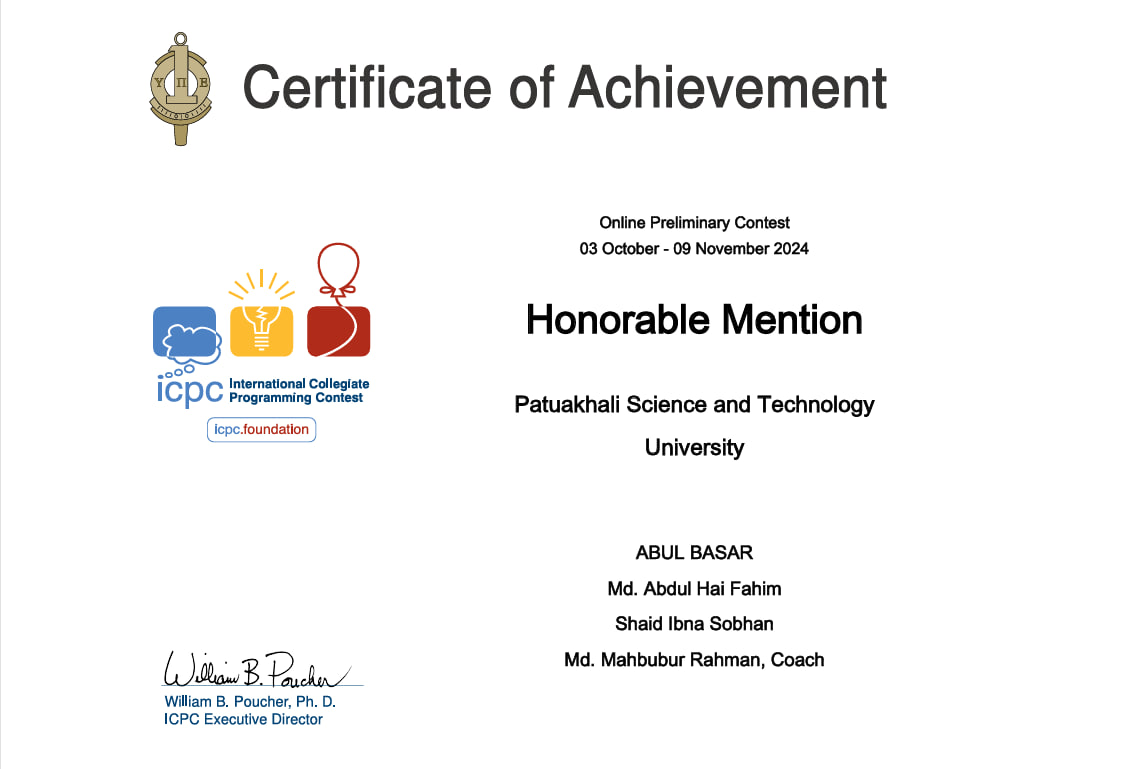 Certificate of Achievement
Υ Π Ε
Online Preliminary Contest
03 October - 09 November 2024
Honorable Mention
Patuakhali Science and Technology
University
icpc International Collegiate
Programming Contest
icpc.foundation
ABUL BASAR
Md. Abdul Hai Fahim
Shaid Ibna Sobhan
Md. Mahbubur Rahman, Coach
William B. Poucher
William B. Poucher, Ph. D.
ICPC Executive Director